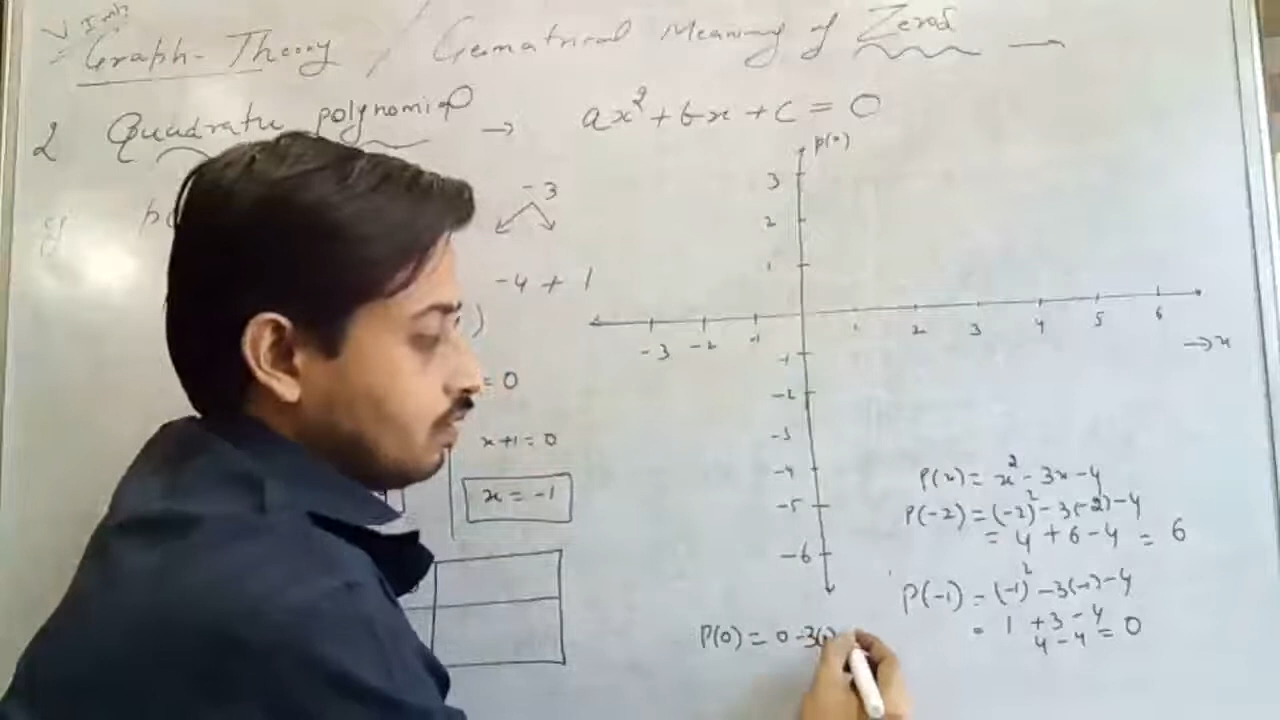 V Imp
Graph-Theory / Gematrical Meaning of Zeros →
2 Quadratic polynomial → ax² + bx + c = 0
-3
-4 + 1
= 0
x+1=0
x = -1
P(0)
3
2
1
-3 -2 -1 1 2 3 4 5 6
→x
-1
-2
-3
-4
-5
-6
P(x) = x² - 3x - 4
P(-2) = (-2)² - 3(-2) - 4
= 4 + 6 - 4 = 6
P(-1) = (-1)² - 3(-1) - 4
= 1 + 3 - 4
4 - 4 = 0
P(0) = 0 - 3(